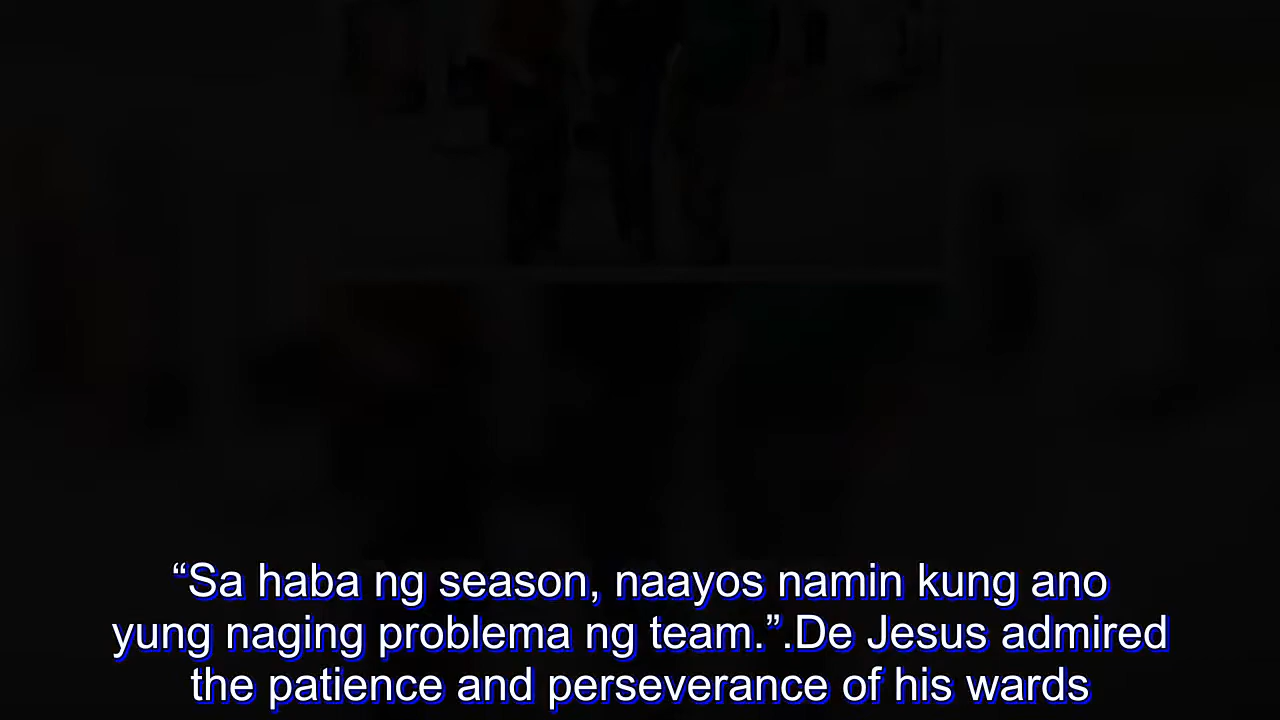 “Sa haba ng season, naayos namin kung ano
yung naging problema ng team.”.De Jesus admired
the patience and perseverance of his wards